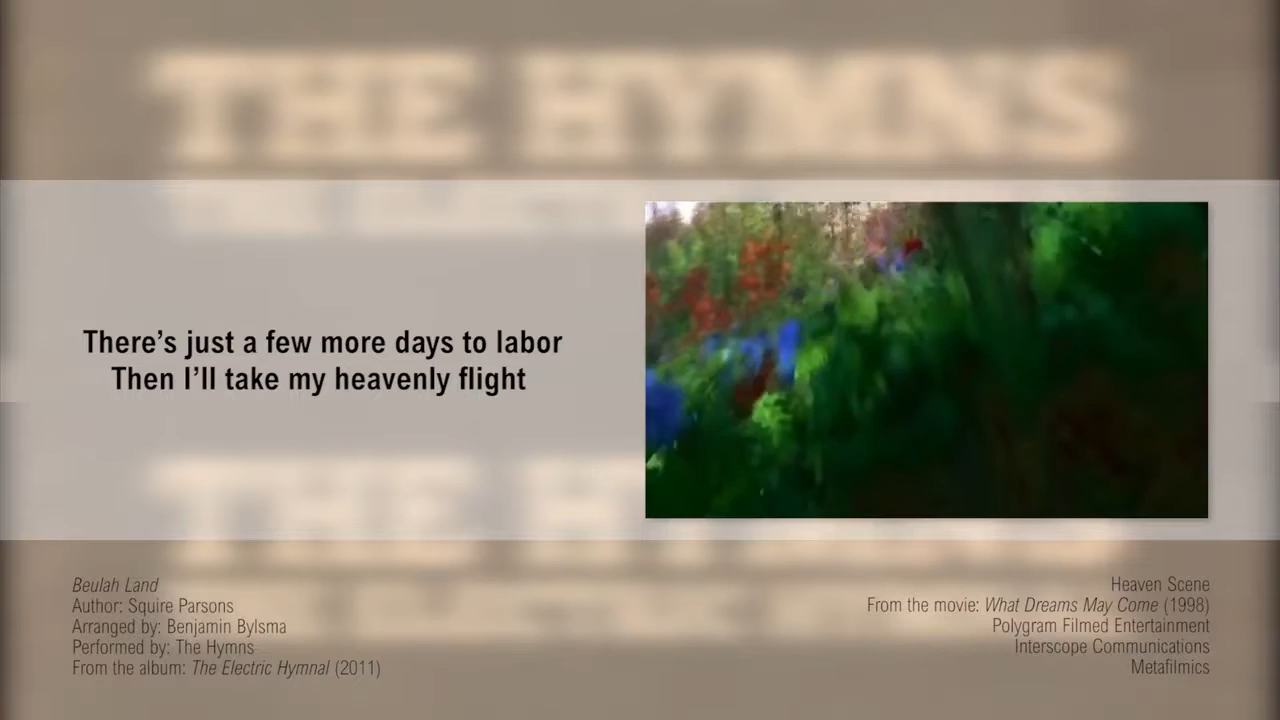 THE HYMNS
There's just a few more days to labor
Then I'll take my heavenly flight
Beulah Land
Author: Squire Parsons
Arranged by: Benjamin Bylsma
Performed by: The Hymns
From the album: The Electric Hymnal (2011)
Heaven Scene
From the movie: What Dreams May Come (1998)
Polygram Filmed Entertainment
Interscope Communications
Metafilmics